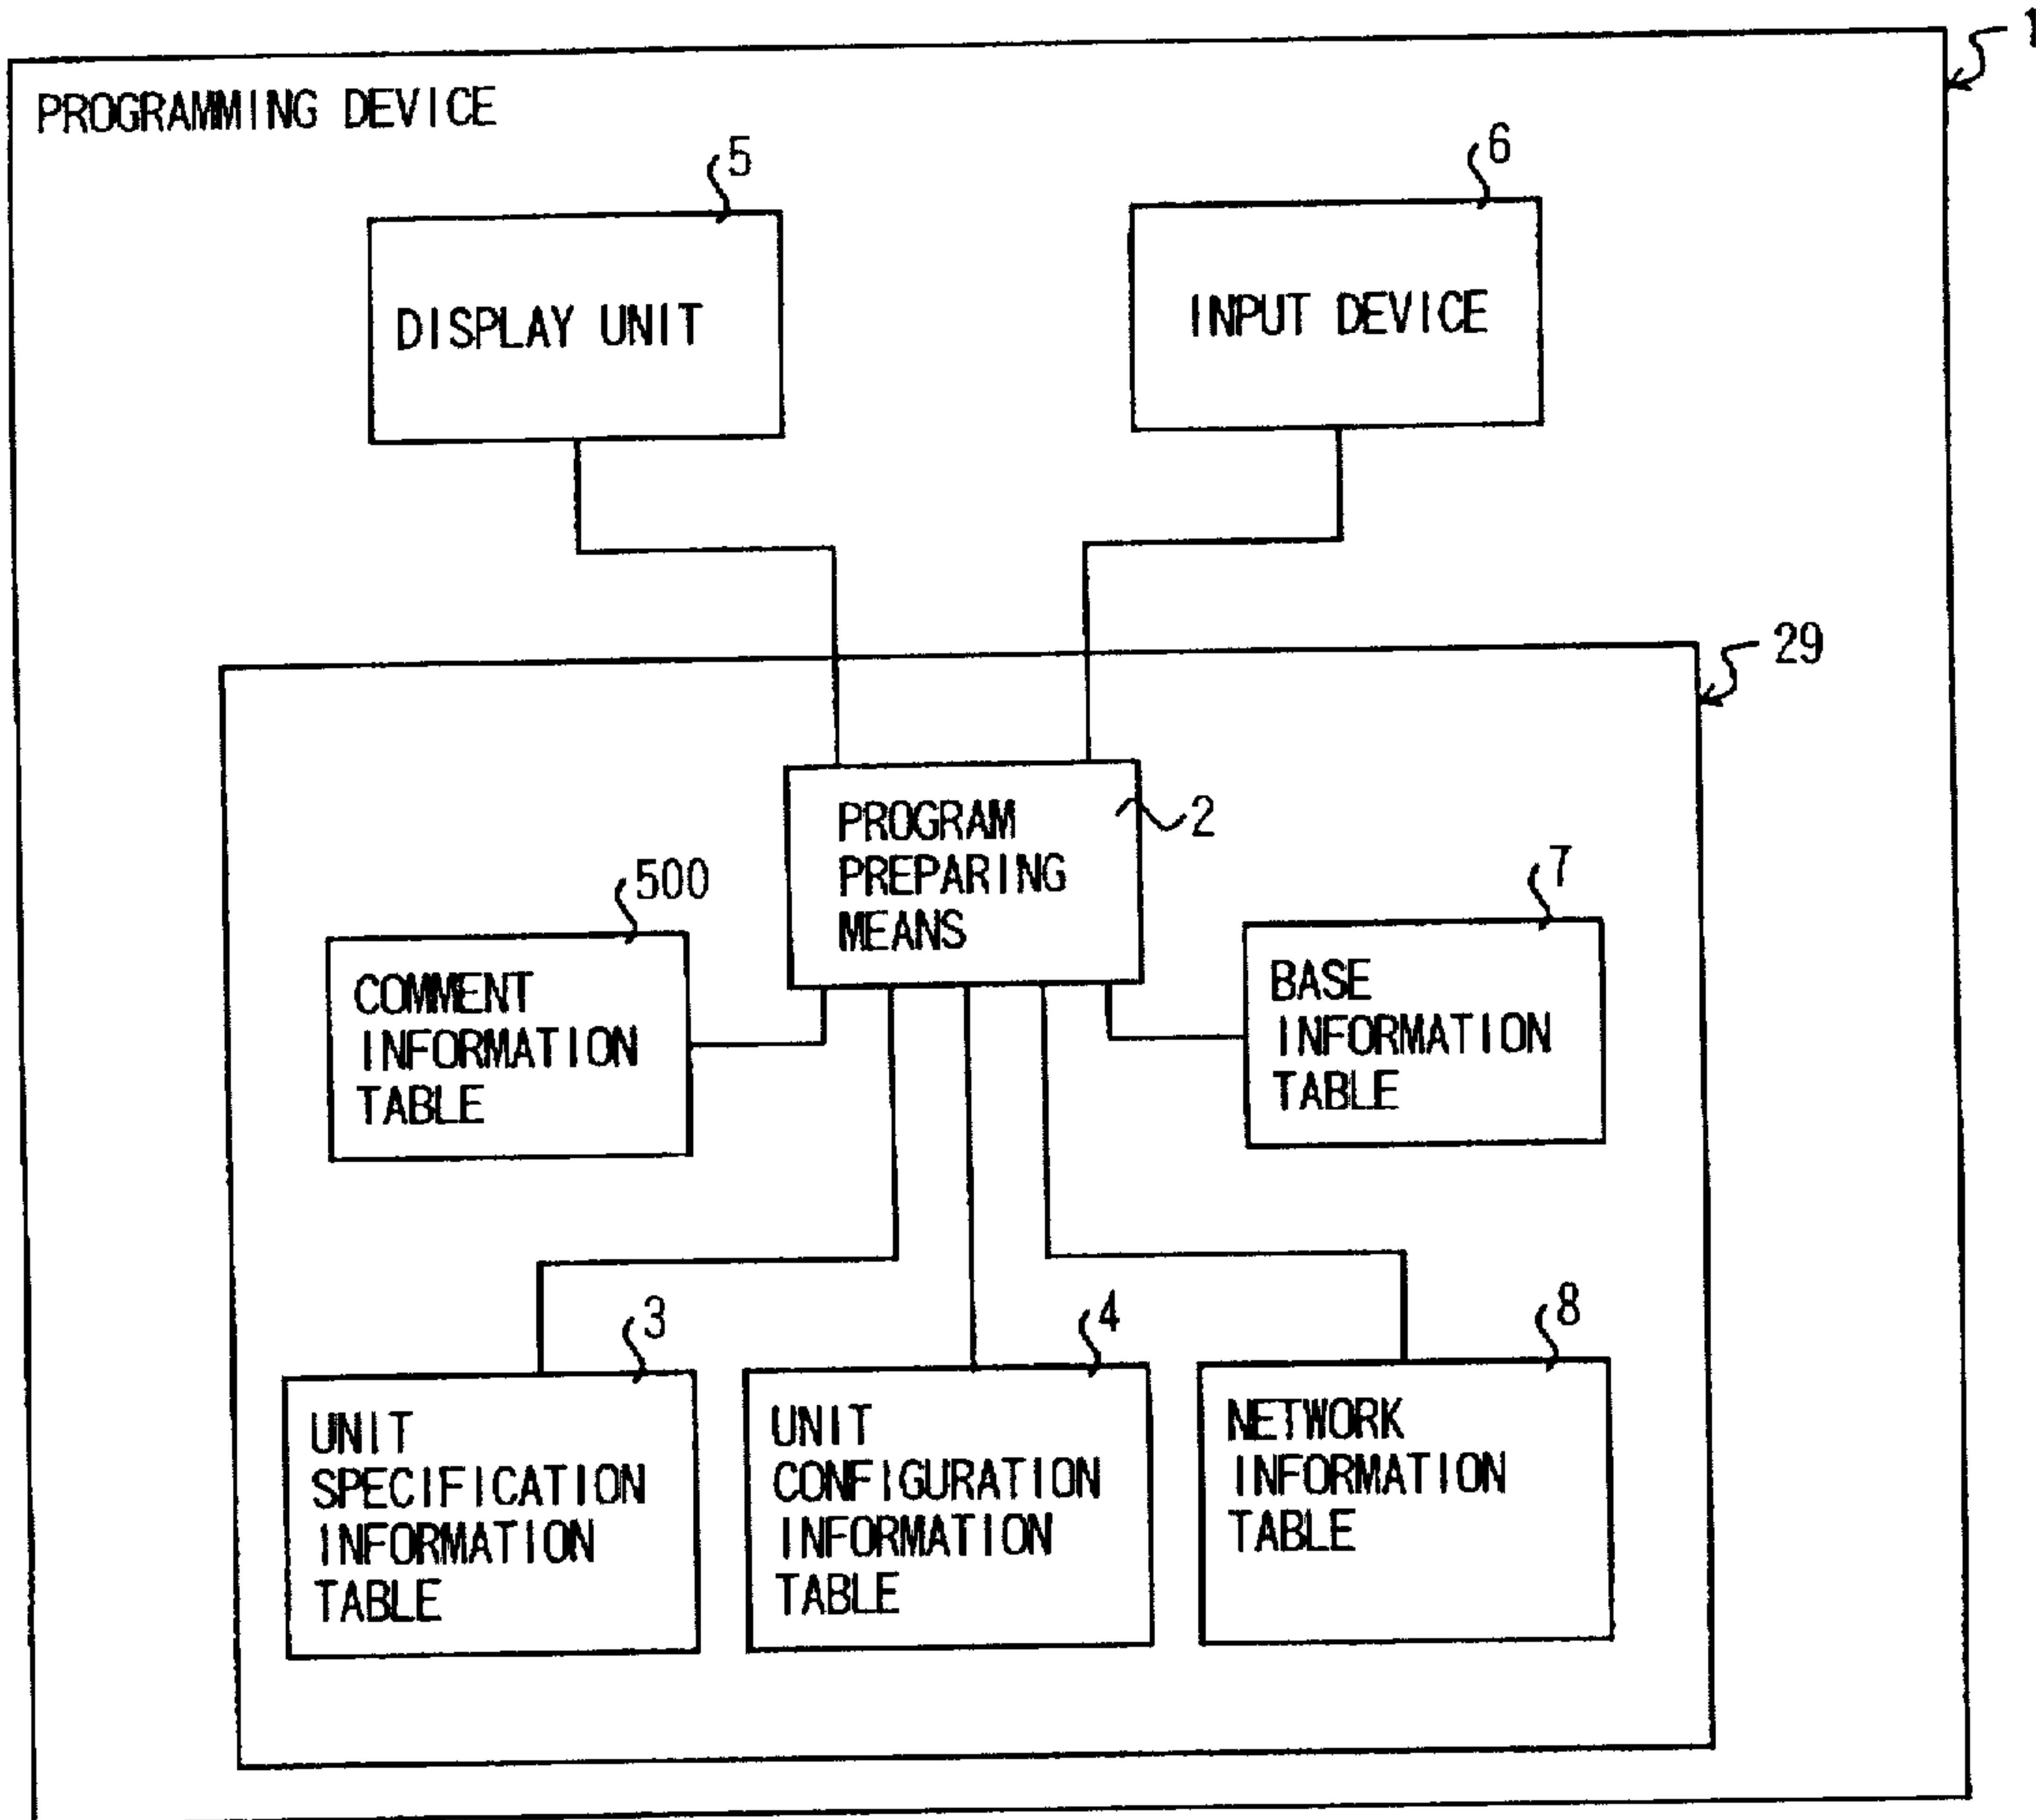 1
PROGRAMMING DEVICE
5
6
DISPLAY UNIT
INPUT DEVICE
29
2
PROGRAM
PREPARING
MEANS
500
7
COMMENT
INFORMATION
TABLE
BASE
INFORMATION
TABLE
3
4
8
UNIT
SPECIFICATION
INFORMATION
TABLE
UNIT
CONFIGURATION
INFORMATION
TABLE
NETWORK
INFORMATION
TABLE